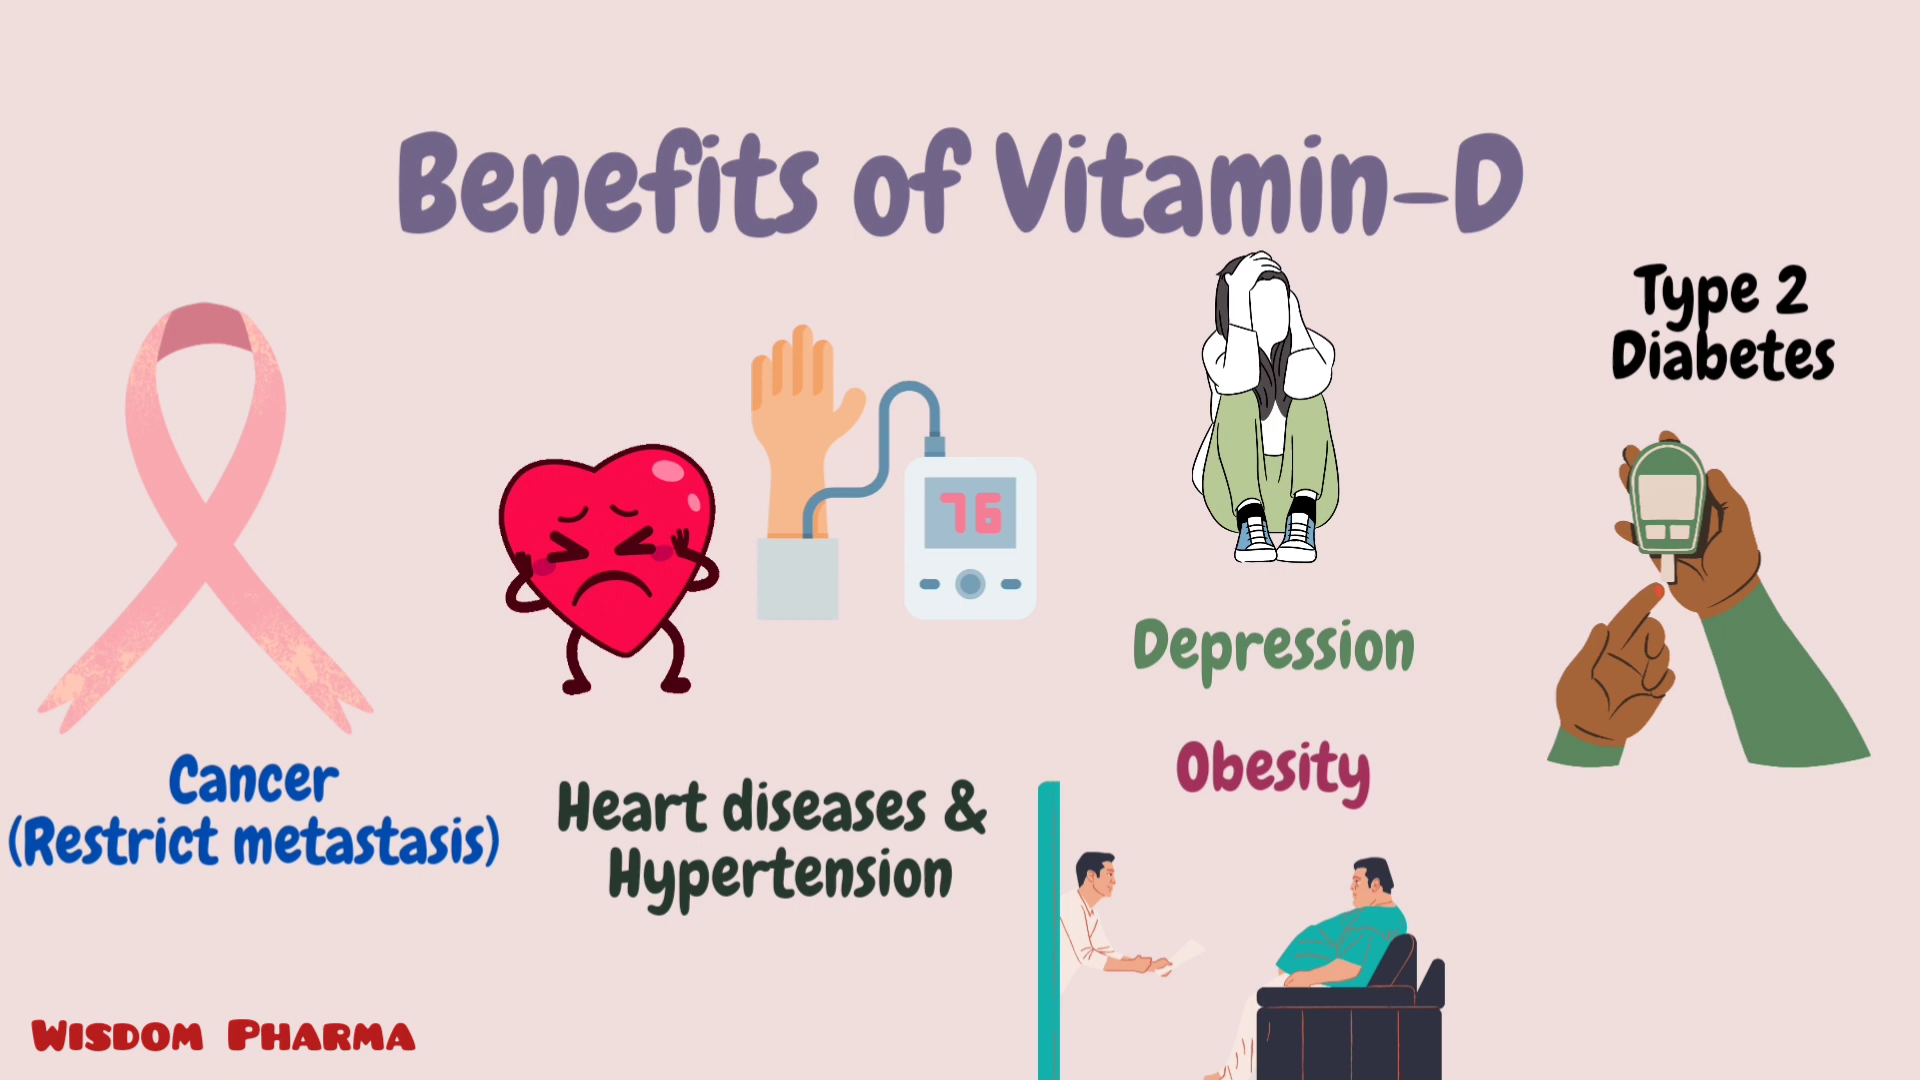 Benefits of Vitamin-D
Cancer
(Restrict metastasis)
76
Heart diseases &
Hypertension
Depression
Obesity
Type 2
Diabetes
Wisdom Pharma